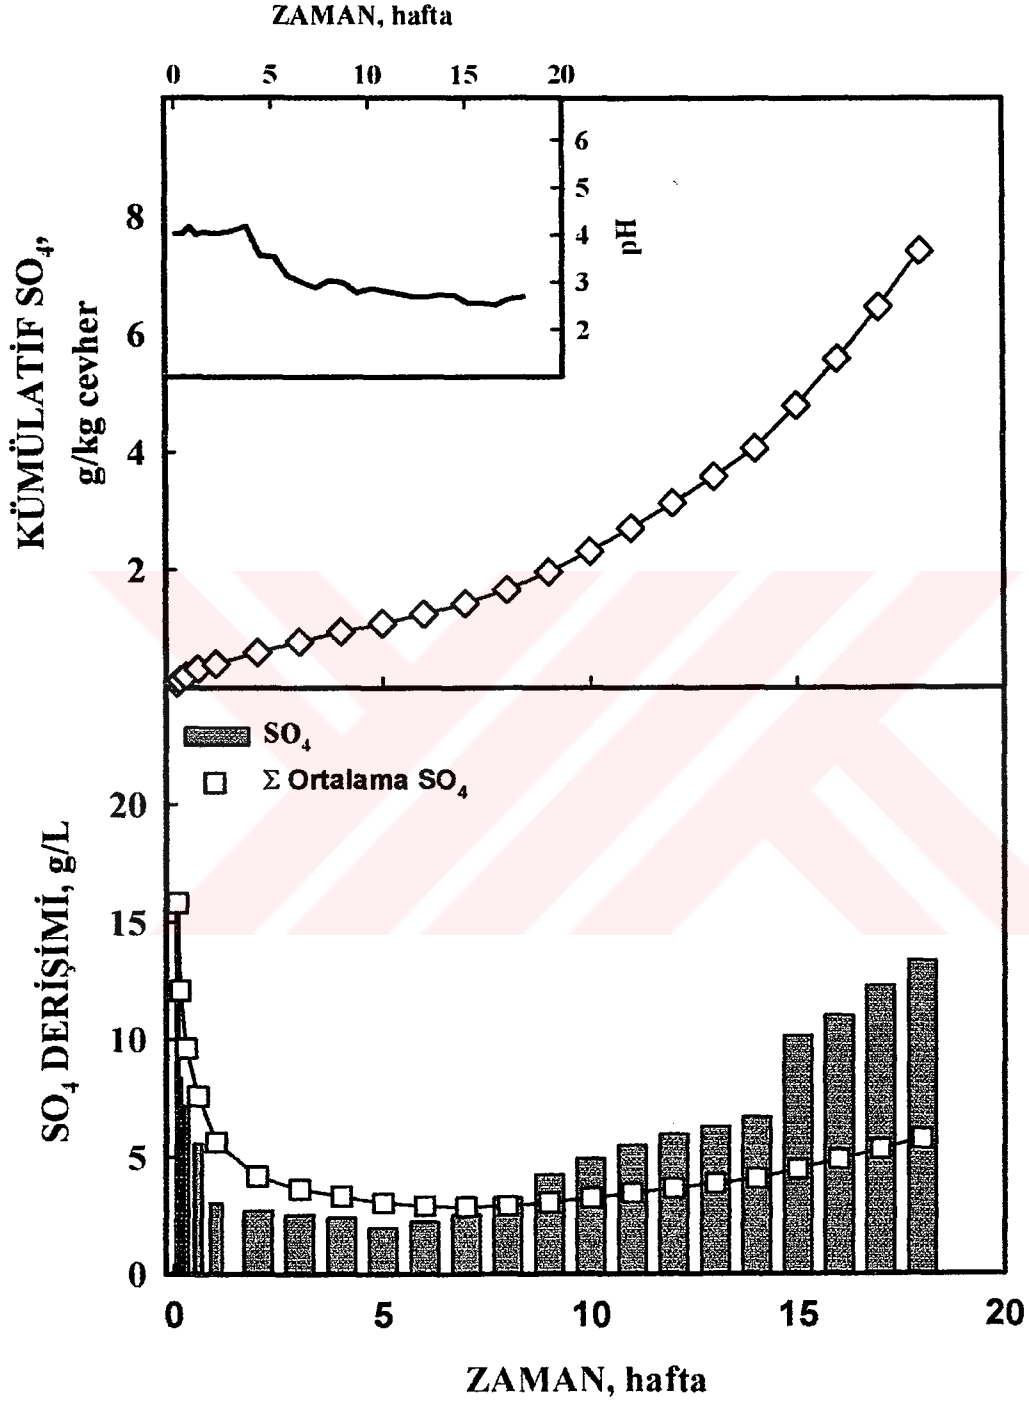 ZAMAN, hafta
0 5 10 15 20
6
5
4
3
2
pH
KÜMÜLATİF SO4,
g/kg cevher
8
6
4
2
SO4
Σ Ortalama SO4
SO4 DERİŞİMİ, g/L
20
15
10
5
0
0 5 10 15 20
ZAMAN, hafta